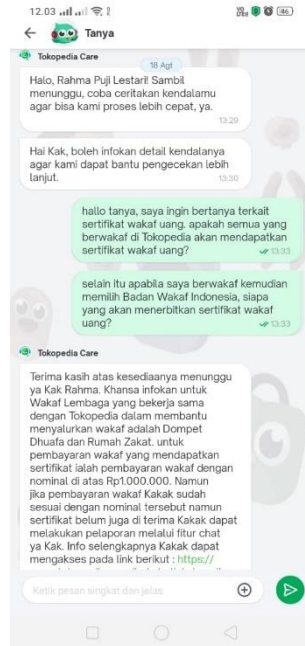 12.03
46
Tanya
Tokopedia Care
18 Agt
Halo, Rahma Puji Lestari! Sambil
menunggu, coba ceritakan kendalamu
agar bisa kami proses lebih cepat, ya.
13.29
Hai Kak, boleh infokan detail kendalanya
agar kami dapat bantu pengecekan lebih
lanjut.
13:30
hallo tanya, saya ingin bertanya terkait
sertifikat wakaf uang. apakah semua yang
berwakaf di Tokopedia akan mendapatkan
sertifikat wakaf uang?
13:33
selain itu apabila saya berwakaf kemudian
memilih Badan Wakaf Indonesia, siapa
yang akan menerbitkan sertifikat wakaf
uang?
13:33
Tokopedia Care
Terima kasih atas kesediaanya menunggu
ya Kak Rahma. Khansa infokan untuk
Wakaf Lembaga yang bekerja sama
dengan Tokopedia dalam membantu
menyalurkan wakaf adalah Dompet
Dhuafa dan Rumah Zakat. untuk
pembayaran wakaf yang mendapatkan
sertifikat ialah pembayaran wakaf dengan
nominal di atas Rp1.000.000. Namun
jika pembayaran wakaf Kakak sudah
sesuai dengan nominal tersebut namun
sertifikat belum juga di terima Kakak dapat
melakukan pelaporan melalui fitur chat
ya Kak. Info selengkapnya Kakak dapat
mengakses pada link berikut : https://
Ketik pesan singkat dan jelas